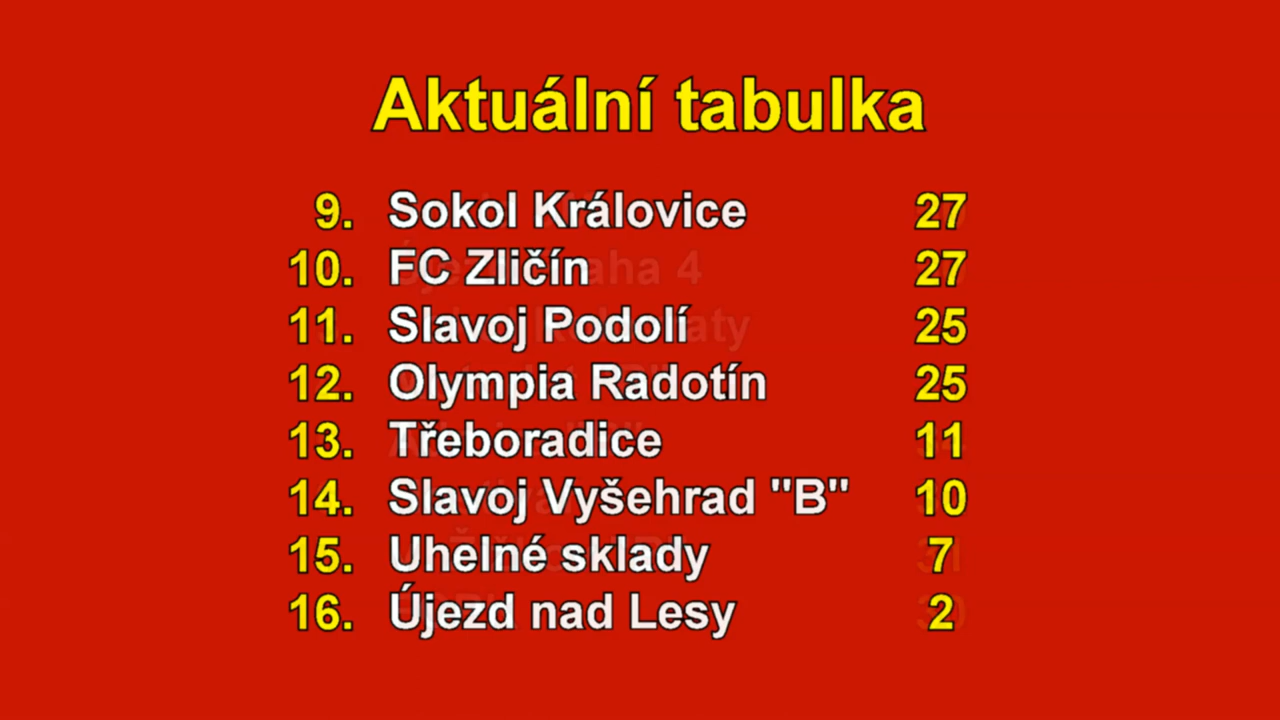 Aktuální tabulka
9. Sokol Královice 27
10. FC Zličín 27
11. Slavoj Podolí 25
12. Olympia Radotín 25
13. Třeboradice 11
14. Slavoj Vyšehrad "B" 10
15. Uhelné sklady 7
16. Újezd nad Lesy 2